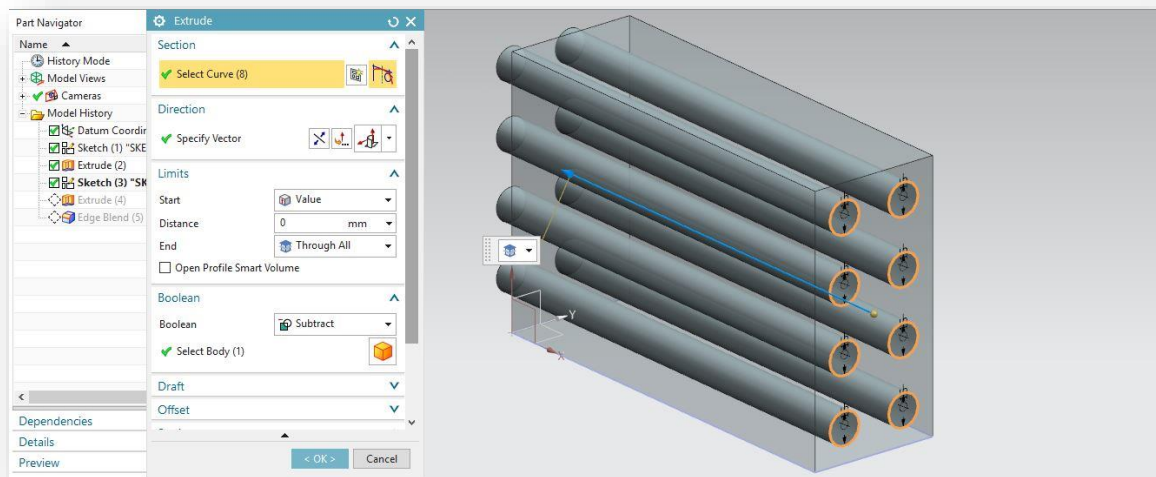 Part Navigator
Name
History Mode
Model Views
Cameras
Model History
Datum Coordin
Sketch (1) "SKE
Extrude (2)
Sketch (3) "SK
Extrude (4)
Edge Blend (5)
Dependencies
Details
Preview
Extrude
Section
Select Curve (8)
Direction
Specify Vector
Limits
Start Value
Distance 0 mm
End Through All
Open Profile Smart Volume
Boolean
Boolean Subtract
Select Body (1)
Draft
Offset
< OK > Cancel
Y
X